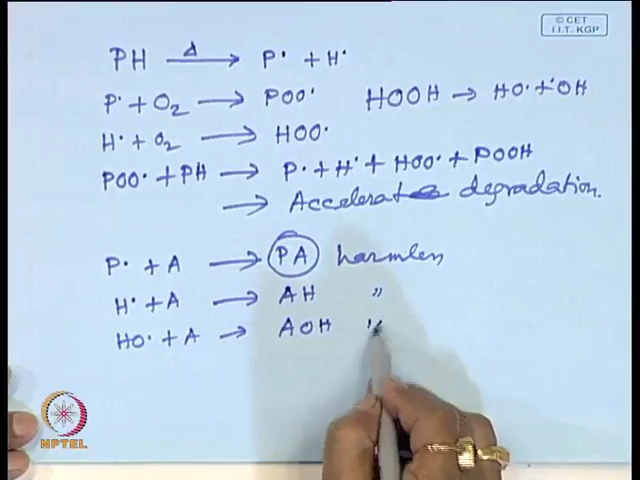 © CET
I.I.T. KGP
PH —Δ→ P• + H•
P• + O₂ → POO•    HOOH → HO• + •OH
H• + O₂ → HOO•
POO• + PH → P• + H• + HOO• + POOH
→ Accelerate degradation.
P• + A → PA harmless
H• + A → AH "
HO• + A → AOH "
NPTEL